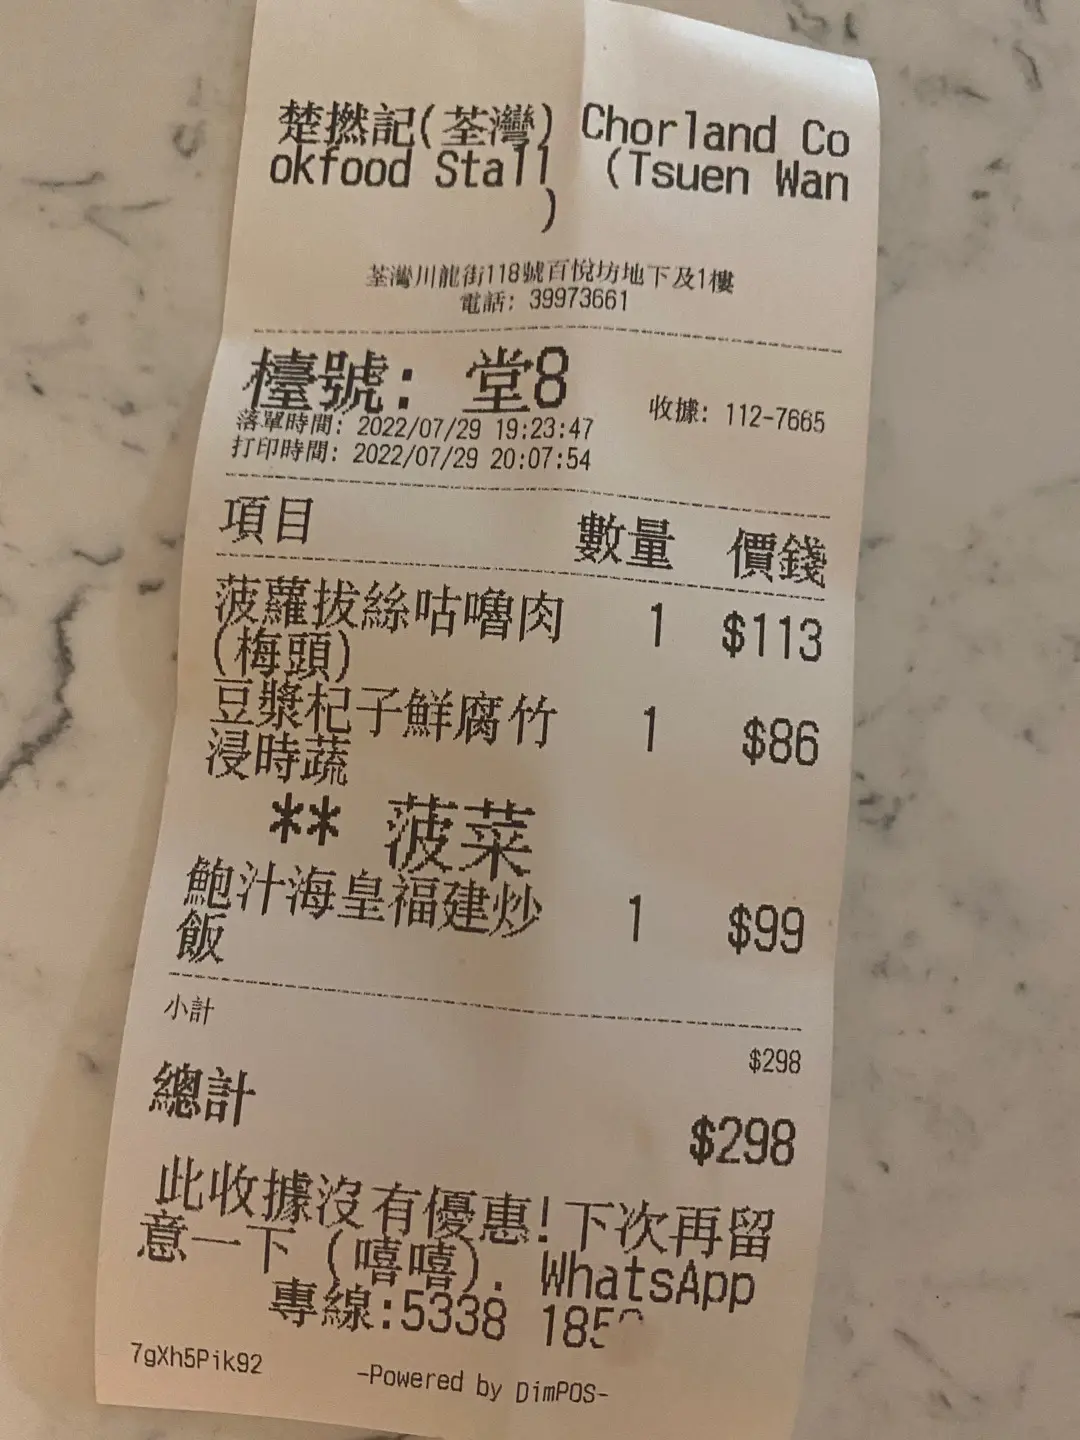 楚撚記(荃灣) Chorland Co
okfood Stall (Tsuen Wan
)
荃灣川龍街118號百悅坊地下及1樓
電話: 39973661
檯號: 堂8
收據: 112-7665
落單時間: 2022/07/29 19:23:47
打印時間: 2022/07/29 20:07:54
項目 數量 價錢
菠蘿拔絲咕嚕肉 1 $113
(梅頭)
豆漿杞子鮮腐竹 1 $86
浸時蔬
** 菠菜
鮑汁海皇福建炒 1 $99
飯
小計
$298
總計
$298
此收據沒有優惠!下次再留
意一下 (嘻嘻). WhatsApp
專線:5338 185
7gXh5Pik92 -Powered by DimPOS-